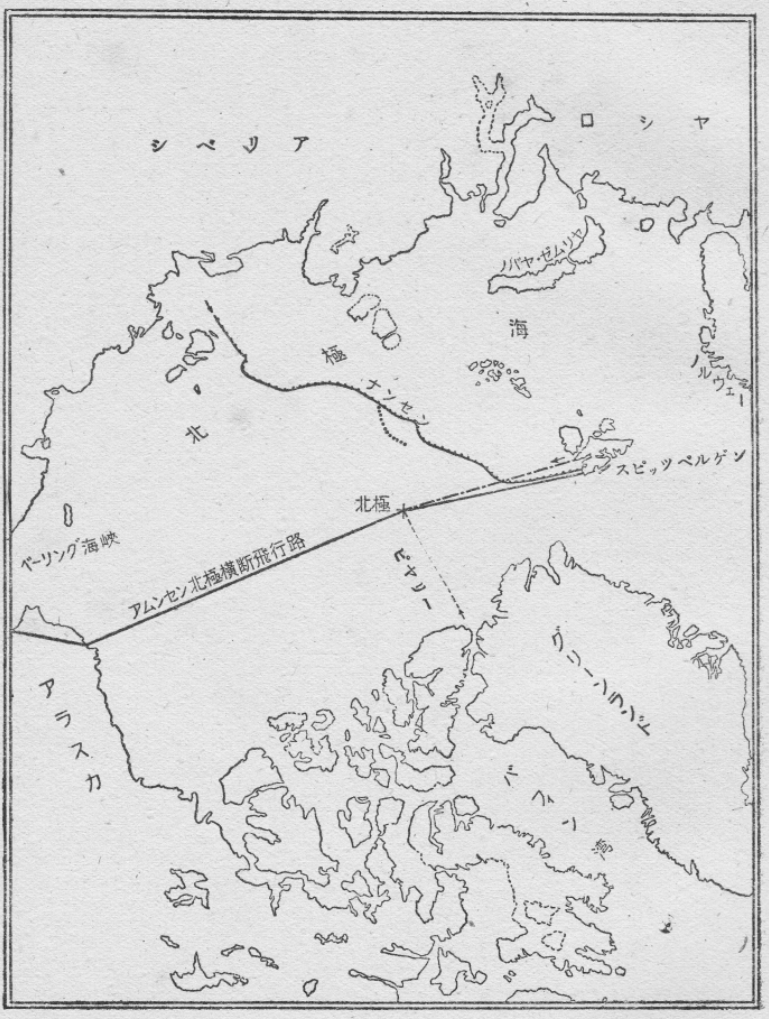 シベリア
ロシヤ
ノバヤ・ゼムリヤ
北極海
ナンセン
ノルウェー
スピッツベルゲン
北極
ベーリング海峡
アムンセン北極横断飛行路
ピヤリー
グリーンランド
アラスカ
バフィン湾